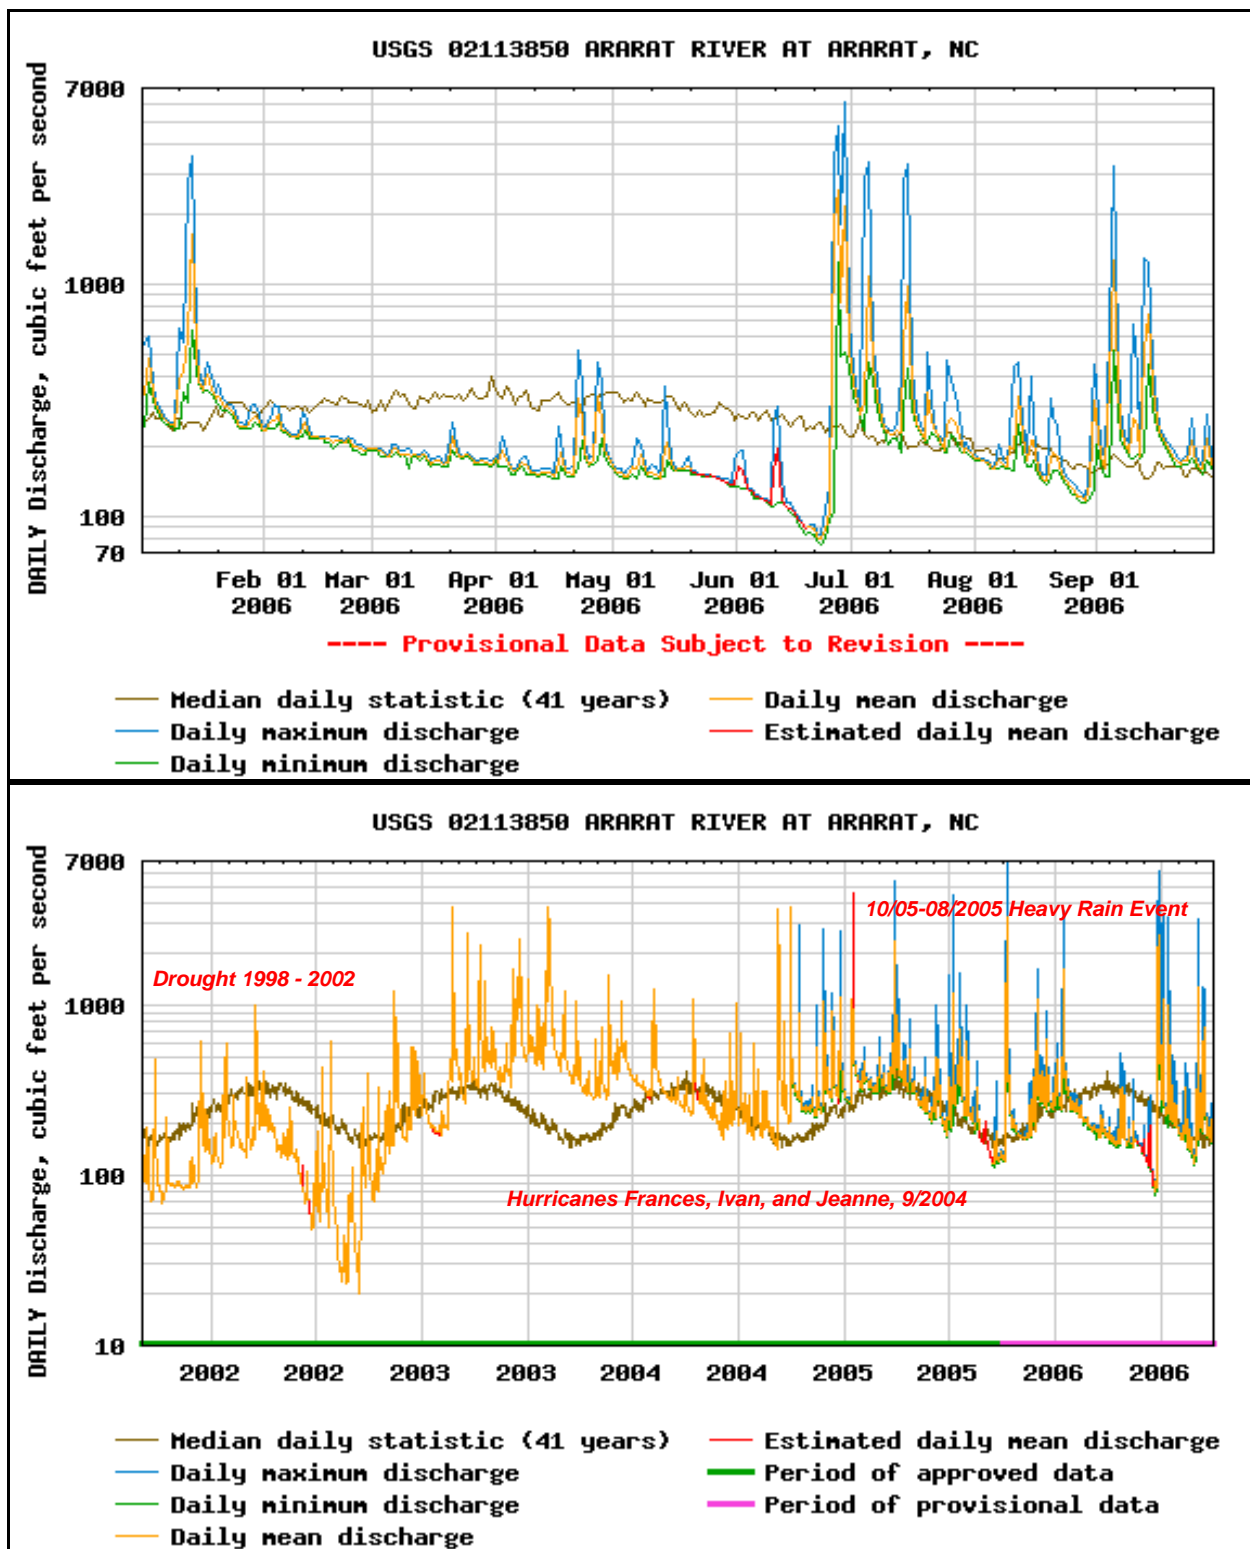 USGS 02113850 ARARAT RIVER AT ARARAT, NC
DAILY Discharge, cubic feet per second
7000
1000
100
70
Feb 01 Mar 01 Apr 01 May 01 Jun 01 Jul 01 Aug 01 Sep 01
2006 2006 2006 2006 2006 2006 2006 2006
---- Provisional Data Subject to Revision ----
Median daily statistic (41 years) Daily mean discharge
Daily maximum discharge Estimated daily mean discharge
Daily minimum discharge
USGS 02113850 ARARAT RIVER AT ARARAT, NC
DAILY Discharge, cubic feet per second
7000
10/05-08/2005 Heavy Rain Event
Drought 1998 - 2002
1000
100
Hurricanes Frances, Ivan, and Jeanne, 9/2004
10
2002 2002 2003 2003 2004 2004 2005 2005 2006 2006
Median daily statistic (41 years) Estimated daily mean discharge
Daily maximum discharge Period of approved data
Daily minimum discharge Period of provisional data
Daily mean discharge